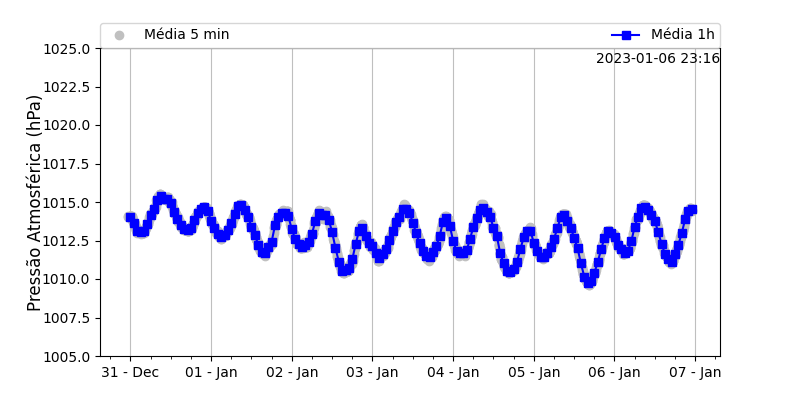 Média 5 min
Média 1h
2023-01-06 23:16
Pressão Atmosférica (hPa)
1025.0
1022.5
1020.0
1017.5
1015.0
1012.5
1010.0
1007.5
1005.0
31 - Dec 01 - Jan 02 - Jan 03 - Jan 04 - Jan 05 - Jan 06 - Jan 07 - Jan